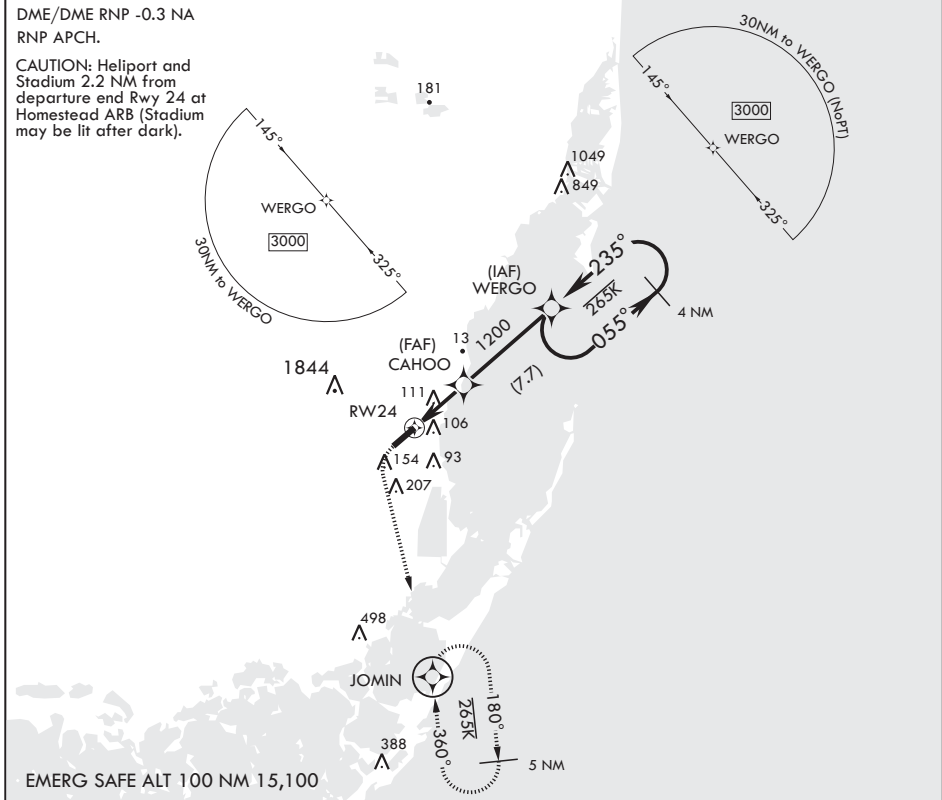 DME/DME RNP -0.3 NA
RNP APCH.
CAUTION: Heliport and
Stadium 2.2 NM from
departure end Rwy 24 at
Homestead ARB (Stadium
may be lit after dark).
181
30NM to WERGO (NoPT)
145°
3000
WERGO
325°
145°
WERGO
3000
325°
30NM to WERGO
1049
849
(IAF)
WERGO
235°
265K
055°
4 NM
13
1200
(7.7)
(FAF)
CAHOO
1844
111
RW24
106
154
93
207
498
JOMIN
265K
180°
360°
5 NM
388
EMERG SAFE ALT 100 NM 15,100